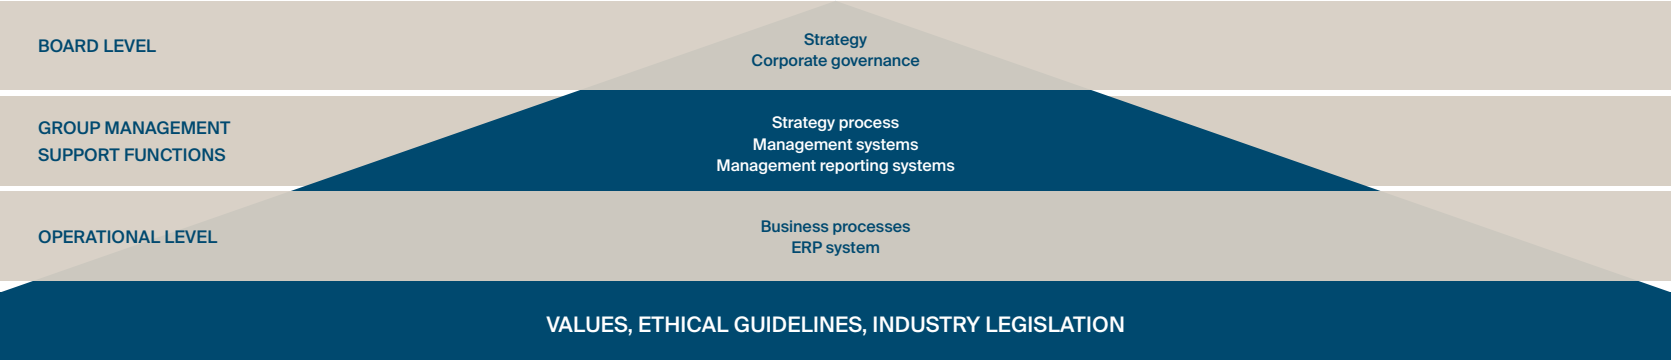 BOARD LEVEL
Strategy
Corporate governance
GROUP MANAGEMENT
SUPPORT FUNCTIONS
Strategy process
Management systems
Management reporting systems
OPERATIONAL LEVEL
Business processes
ERP system
VALUES, ETHICAL GUIDELINES, INDUSTRY LEGISLATION